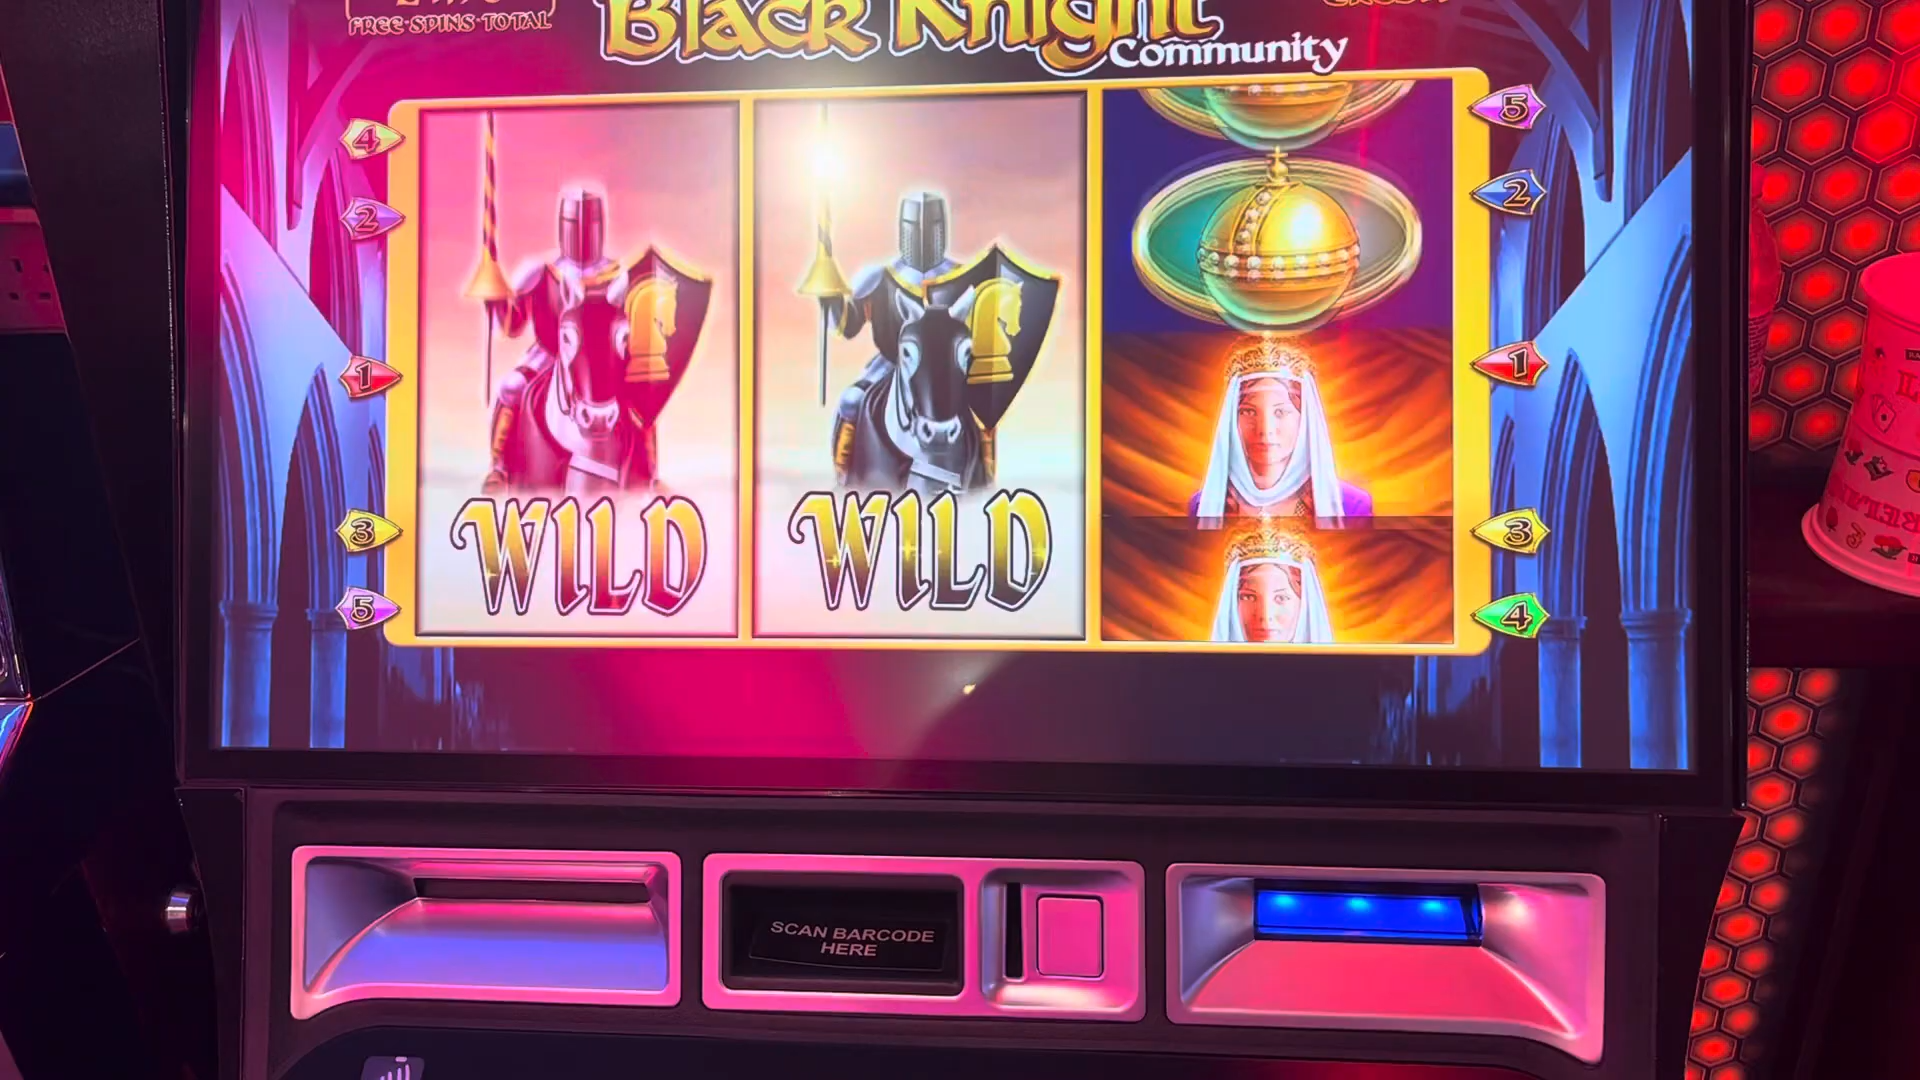 FREE SPINS TOTAL
Black Knight
Community
4
5
2
2
1
1
3
3
5
4
WILD
WILD
SCAN BARCODE
HERE